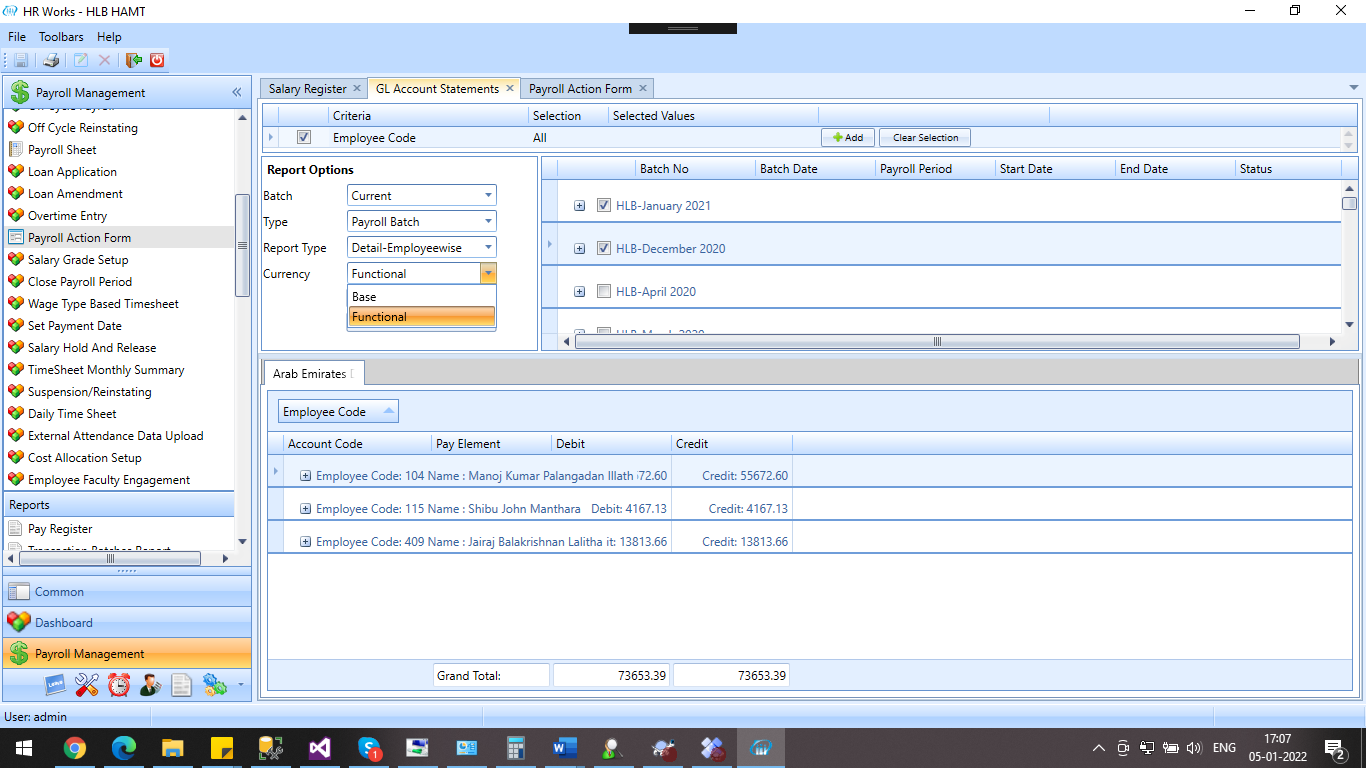 HR Works - HLB HAMT
File Toolbars Help
Payroll Management
Off Cycle Reinstating
Payroll Sheet
Loan Application
Loan Amendment
Overtime Entry
Payroll Action Form
Salary Grade Setup
Close Payroll Period
Wage Type Based Timesheet
Set Payment Date
Salary Hold And Release
TimeSheet Monthly Summary
Suspension/Reinstating
Daily Time Sheet
External Attendance Data Upload
Cost Allocation Setup
Employee Faculty Engagement
Reports
Pay Register
Transaction Batches Report
Common
Dashboard
Payroll Management
Salary Register GL Account Statements Payroll Action Form
Criteria Selection Selected Values
Employee Code All Add Clear Selection
Report Options
Batch Current
Type Payroll Batch
Report Type Detail-Employeewise
Currency Functional
Base
Functional
Batch No Batch Date Payroll Period Start Date End Date Status
HLB-January 2021
HLB-December 2020
HLB-April 2020
HLB-March 2020
Arab Emirates
Employee Code
Account Code Pay Element Debit Credit
Employee Code: 104 Name : Manoj Kumar Palangadan Illath 72.60 Credit: 55672.60
Employee Code: 115 Name : Shibu John Manthara Debit: 4167.13 Credit: 4167.13
Employee Code: 409 Name : Jairaj Balakrishnan Lalitha it: 13813.66 Credit: 13813.66
Grand Total: 73653.39 73653.39
User: admin
ENG
17:07
05-01-2022
2